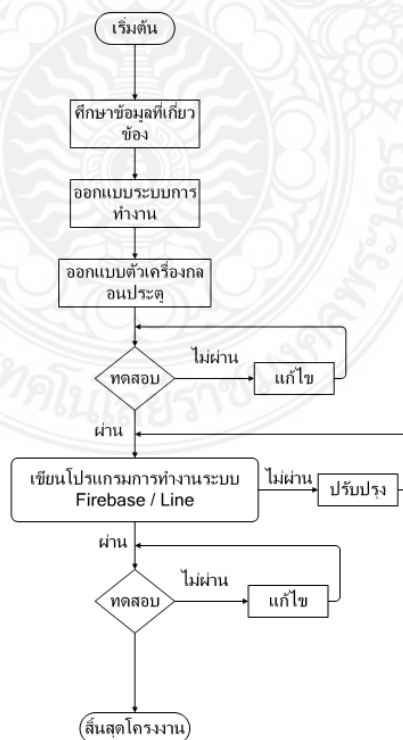 เริ่มต้น
ศึกษาข้อมูลที่เกี่ยว
ข้อง
ออกแบบระบบการ
ทำงาน
ออกแบบตัวเครื่องกล
อนประตู
ทดสอบ
ไม่ผ่าน
แก้ไข
ผ่าน
เขียนโปรแกรมการทำงานระบบ
Firebase / Line
ไม่ผ่าน
ปรับปรุง
ผ่าน
ทดสอบ
ไม่ผ่าน
แก้ไข
สิ้นสุดโครงงาน